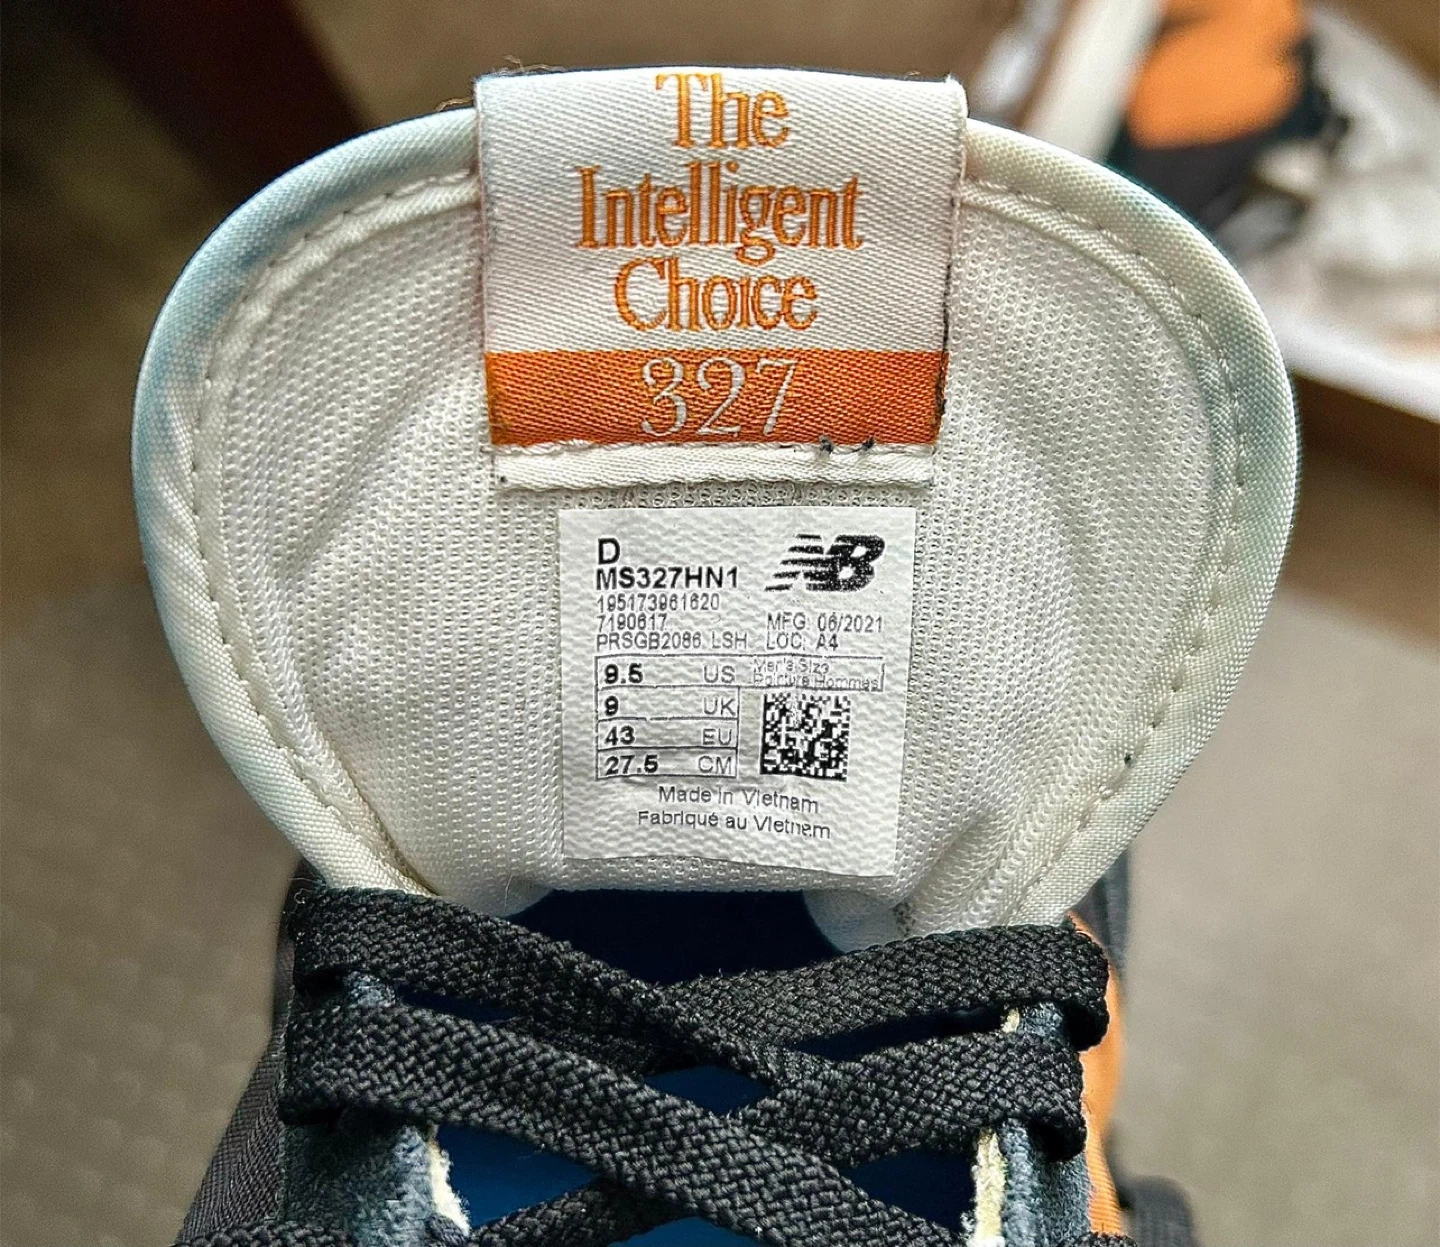 The
Intelligent
Choice
327
D
NB
MS327HN1
195173961620
7190617 MFG: 06/2021
PRSGB2086 LSH LOC: A4
9.5 US Men's Size
Pointure Hommes
9 UK
43 EU
27.5 CM
Made in Vietnam
Fabriqué au Vietnam